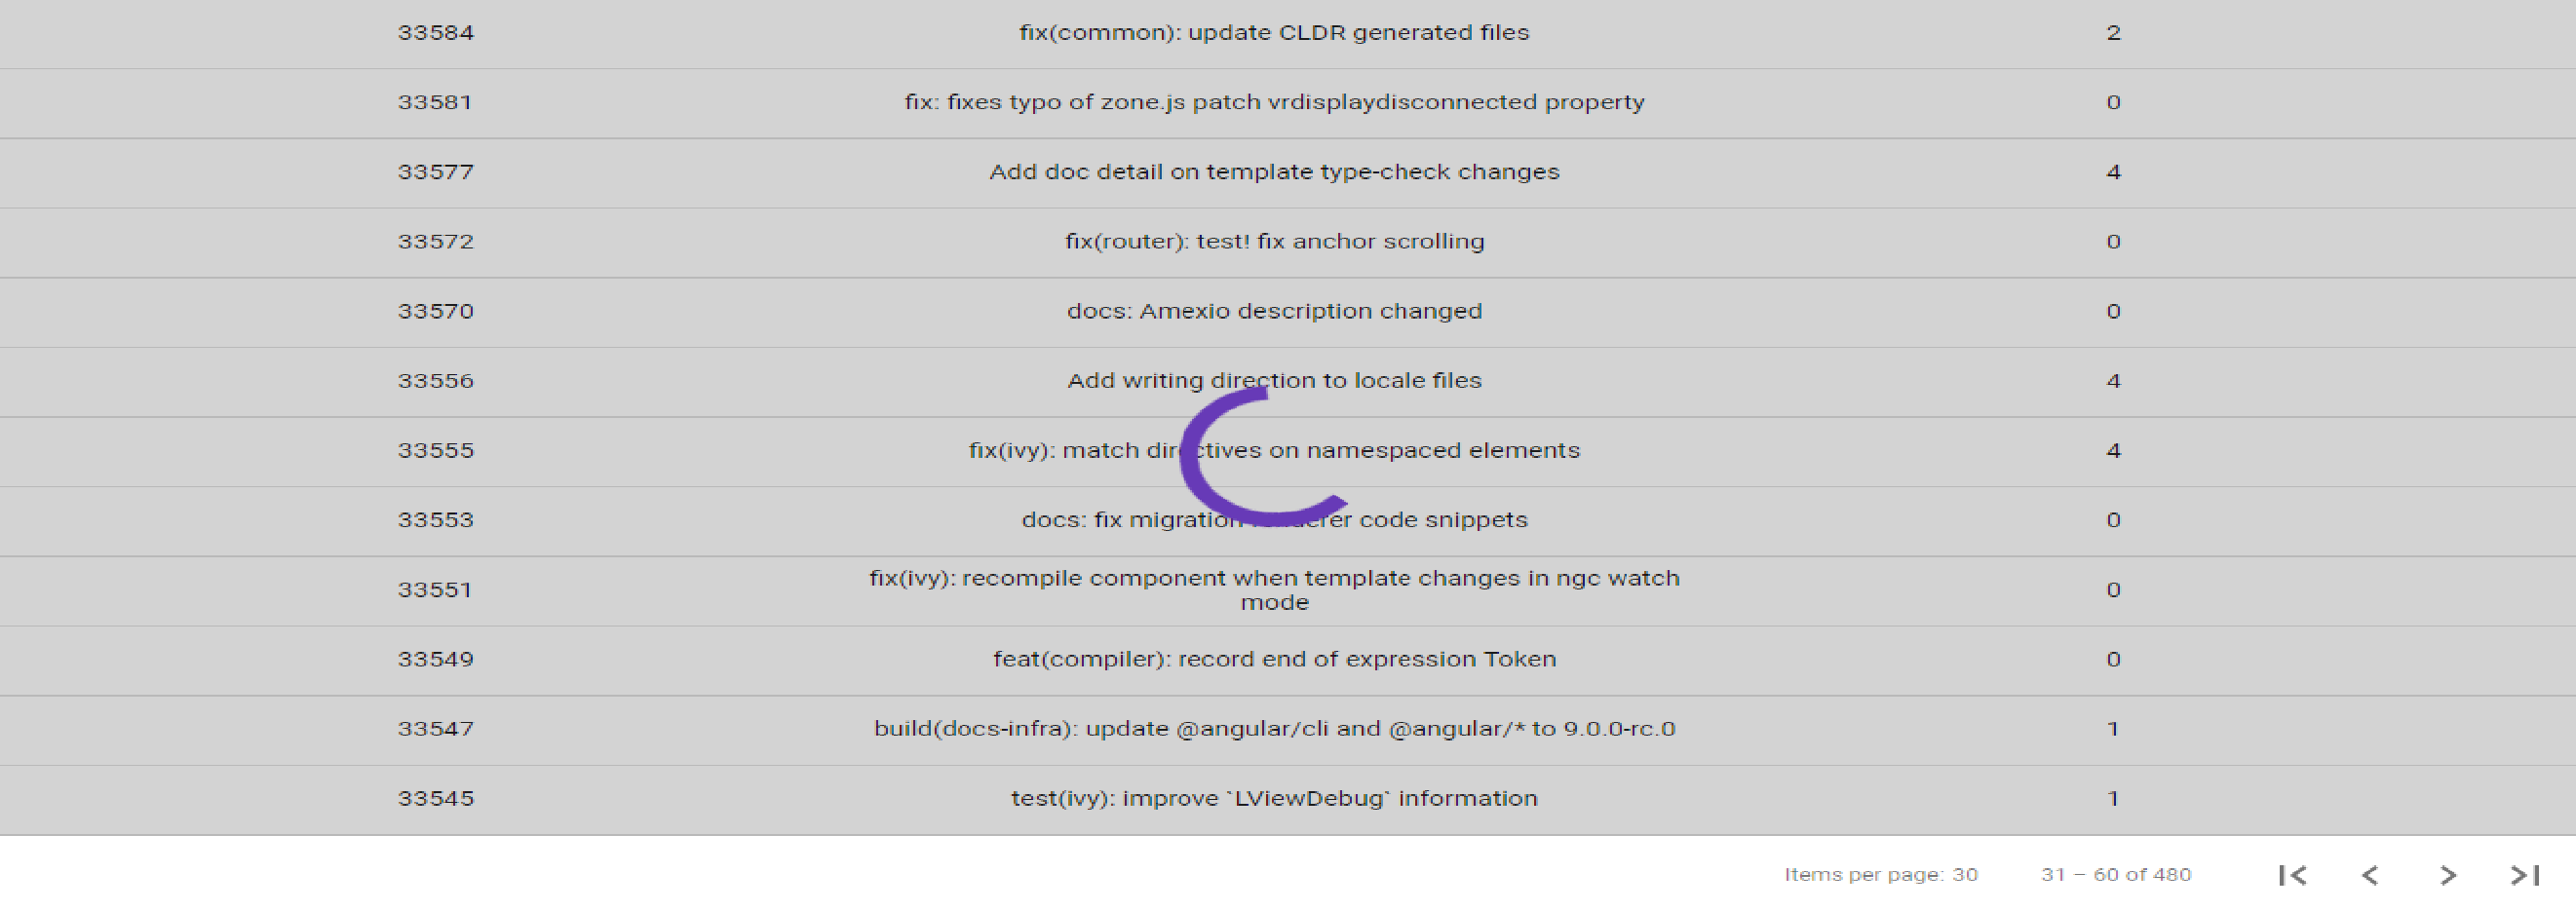 33584 fix(common): update CLDR generated files 2
33581 fix: fixes typo of zone.js patch vrdisplaydisconnected property 0
33577 Add doc detail on template type-check changes 4
33572 fix(router): test! fix anchor scrolling 0
33570 docs: Amexio description changed 0
33556 Add writing direction to locale files 4
33555 fix(ivy): match directives on namespaced elements 4
33553 docs: fix migration renderer code snippets 0
33551 fix(ivy): recompile component when template changes in ngc watch 0
mode
33549 feat(compiler): record end of expression Token 0
33547 build(docs-infra): update @angular/cli and @angular/* to 9.0.0-rc.0 1
33545 test(ivy): improve `LViewDebug` information 1
Items per page: 30 31 – 60 of 480